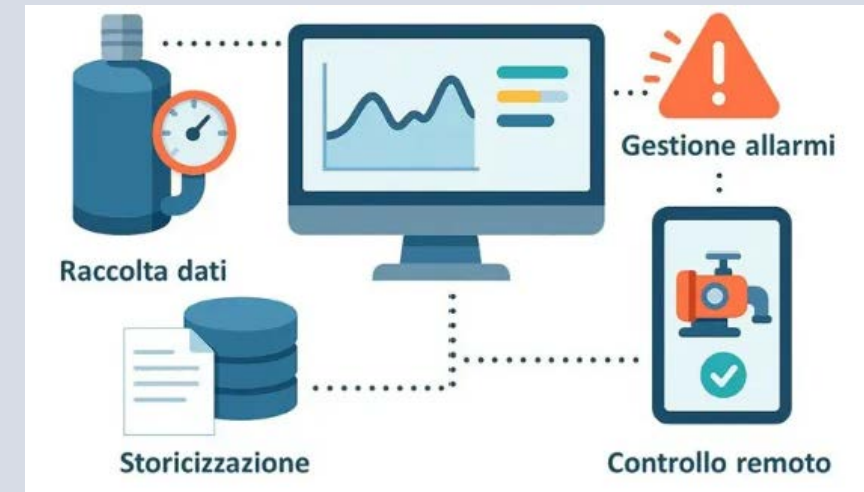 Gestione allarmi
Raccolta dati
Storicizzazione
Controllo remoto